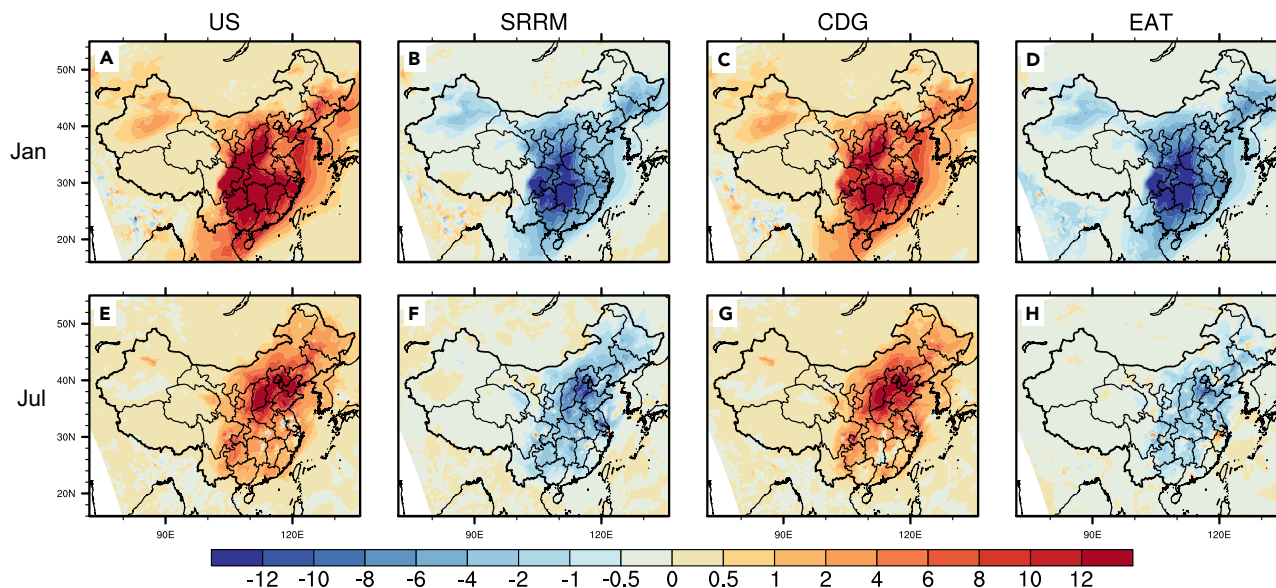 US SRRM CDG EAT
A B C D
50N
40N
Jan
30N
20N
E F G H
50N
40N
Jul
30N
20N
90E 120E 90E 120E 90E 120E 90E 120E
-12 -10 -8 -6 -4 -2 -1 -0.5 0 0.5 1 2 4 6 8 10 12